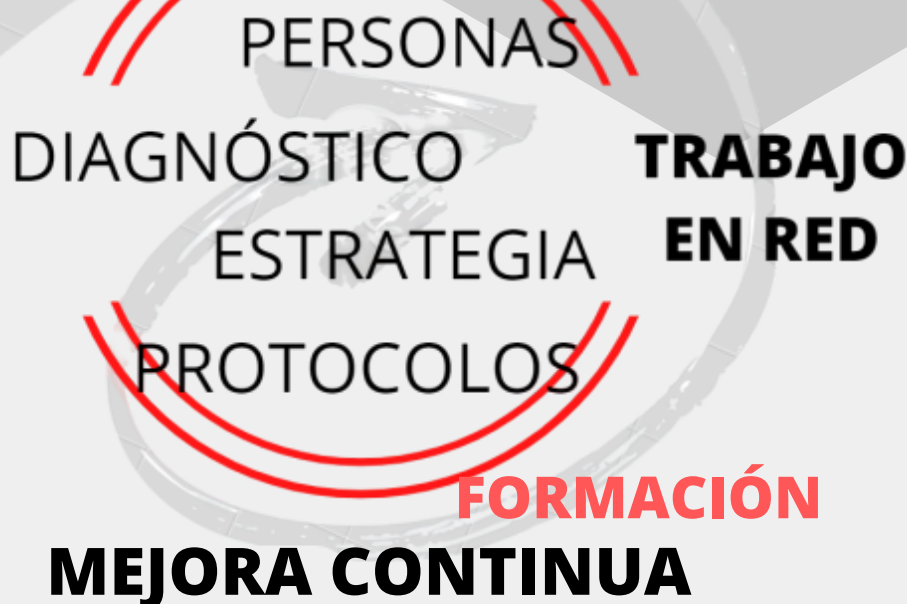 PERSONAS
DIAGNÓSTICO
TRABAJO
EN RED
ESTRATEGIA
PROTOCOLOS
FORMACIÓN
MEJORA CONTINUA